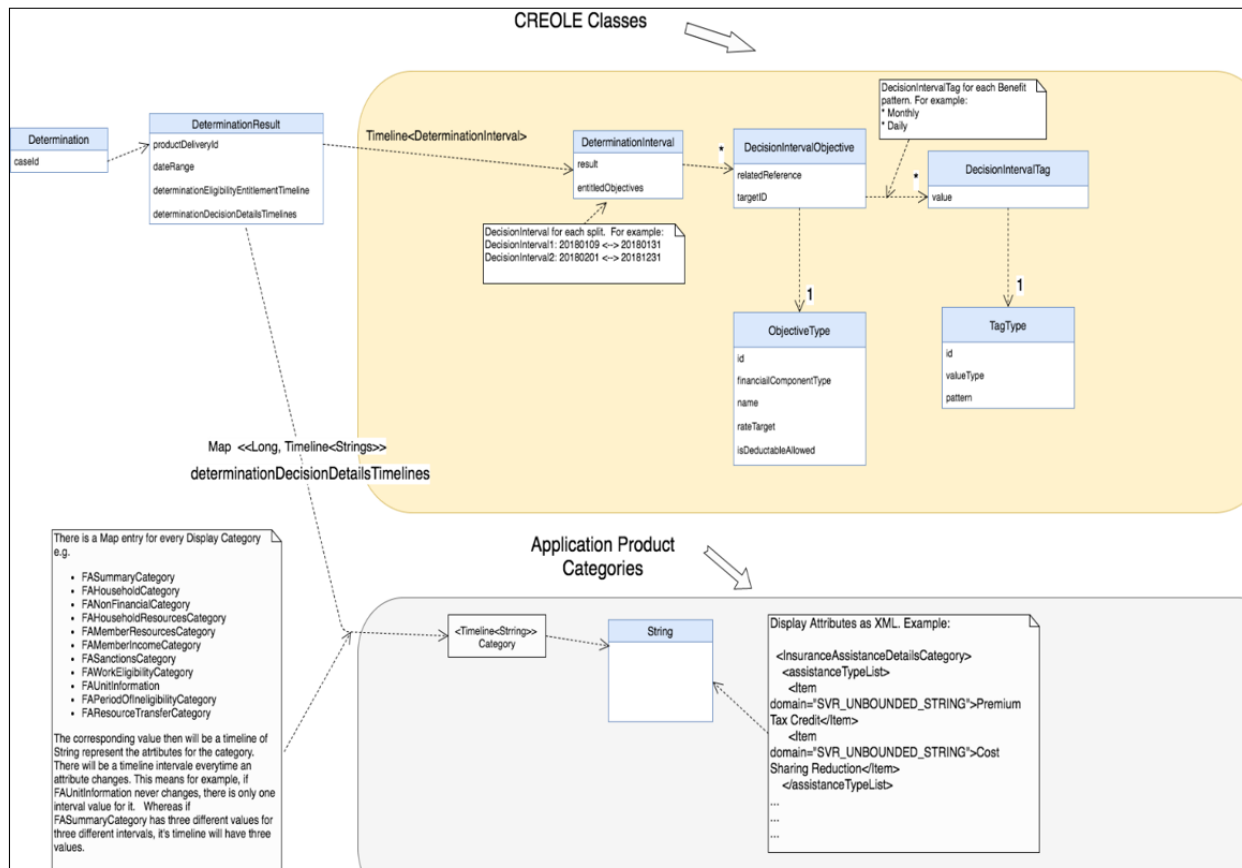 CREOLE Classes
Determination
caseId
DeterminationResult
productDeliveryId
dateRange
determinationEligibilityEntitlementTimeline
determinationDecisionDetailsTimelines
Timeline<DeterminationInterval>
DeterminationInterval
result
entitledObjectives
*
DecisionIntervalObjective
relatedReference
targetID
DecisionIntervalTag for each Benefit
pattern. For example:
* Monthly
* Daily
*
DecisionIntervalTag
value
DecisionInterval for each split.  For example:
DecisionInterval1: 20180109 <--> 20180131
DecisionInterval2: 20180201 <--> 20181231
1
1
ObjectiveType
id
financialComponentType
name
rateTarget
isDeductableAllowed
TagType
id
valueType
pattern
Map  <<Long, Timeline<Strings>>
determinationDecisionDetailsTimelines
There is a Map entry for every Display Category
e.g.
• FASummaryCategory
• FAHouseholdCategory
• FANonFinancialCategory
• FAHouseholdResourcesCategory
• FAMemberResourcesCategory
• FAMemberIncomeCategory
• FASanctionsCategory
• FAWorkEligibilityCategory
• FAUnitInformation
• FAPeriodOfIneligibilityCategory
• FAResourceTransferCategory
The corresponding value then will be a timeline of
String represent the atrtibutes for the category.
There will be a timeline intervale everytime an
attribute changes. This means for example, if
FAUnitInformation never changes, there is only one
interval value for it.   Whereas if
FASummaryCategory has three different values for
three different intervals, it's timeline will have three
values.
Application Product
Categories
<Timeline<String>>
Category
String
Display Attributes as XML. Example:
<InsuranceAssistanceDetailsCategory>
<assistanceTypeList>
<Item
domain="SVR_UNBOUNDED_STRING">Premium
Tax Credit</Item>
<Item
domain="SVR_UNBOUNDED_STRING">Cost
Sharing Reduction</Item>
</assistanceTypeList>
...
...
...